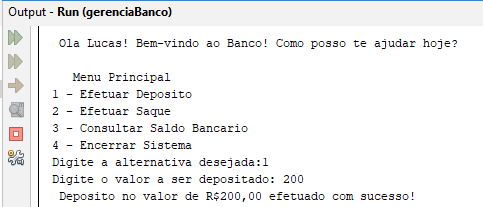 Output - Run (gerenciaBanco)
Ola Lucas! Bem-vindo ao Banco! Como posso te ajudar hoje?
Menu Principal
1 - Efetuar Deposito
2 - Efetuar Saque
3 - Consultar Saldo Bancario
4 - Encerrar Sistema
Digite a alternativa desejada:1
Digite o valor a ser depositado: 200
Deposito no valor de R$200,00 efetuado com sucesso!